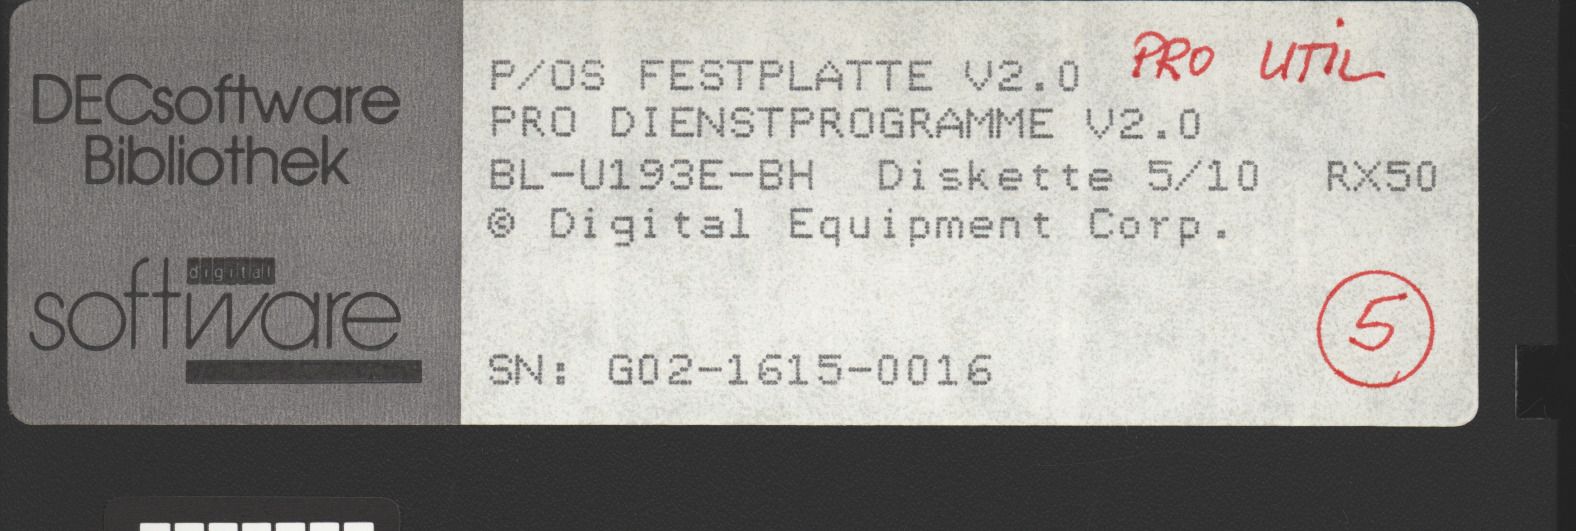 DECsoftware
Bibliothek
digital
software
P/OS FESTPLATTE V2.0
PRO UTIL
PRO DIENSTPROGRAMME V2.0
BL-U193E-BH Diskette 5/10 RX50
© Digital Equipment Corp.
SN: G02-1615-0016
5